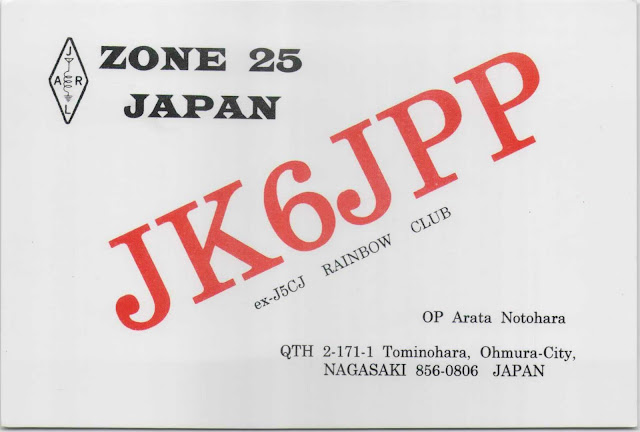 JARL
ZONE 25
JAPAN
JK6JPP
ex-J5CJ RAINBOW CLUB
OP Arata Notohara
QTH 2-171-1 Tominohara, Ohmura-City,
NAGASAKI 856-0806 JAPAN